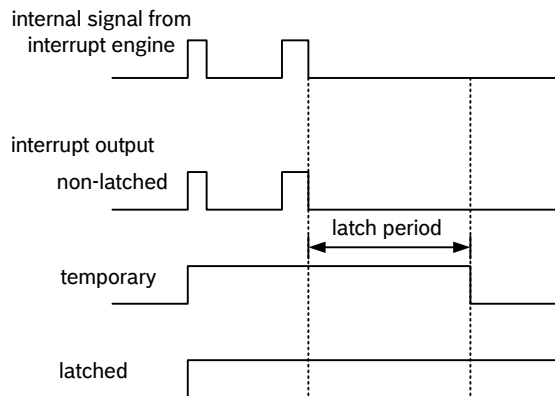 internal signal from
interrupt engine
interrupt output
non-latched
latch period
temporary
latched